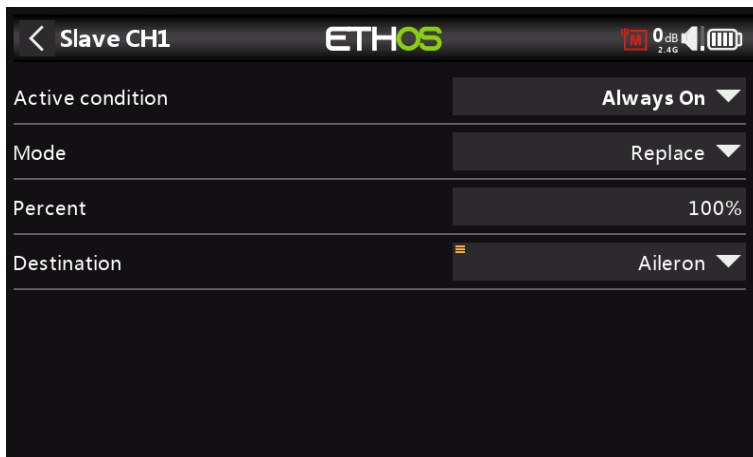 Slave CH1
ETHOS
M
0dB
2.4G
Active condition
Always On
Mode
Replace
Percent
100%
Destination
Aileron